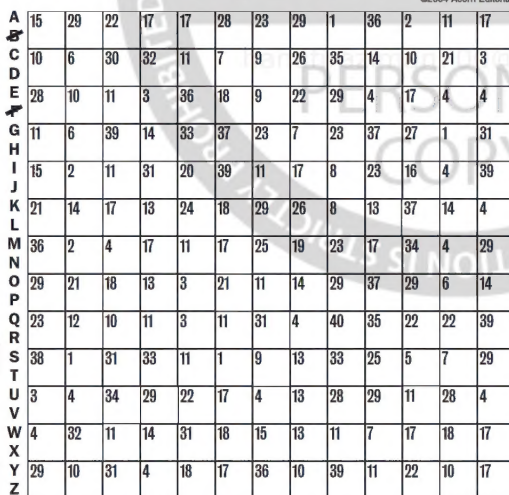 A 15 29 22 17 17 28 23 29 1 36 2 11 17
B
C 10 6 30 32 11 7 9 26 35 14 10 21 3
D
PERSON
E 28 10 11 3 36 18 9 22 29 4 17 4 4
F
G 11 6 39 14 33 37 23 7 23 37 27 1 31
H
COPY
I 15 2 11 31 20 39 11 17 8 23 16 4 39
J
K 21 14 17 13 24 18 29 26 8 13 37 14 4
L
M 36 2 4 17 11 17 25 19 23 17 34 4 29
N
TION IS STRICTLY PROHIBITED
O 29 21 18 13 3 21 11 14 29 37 29 6 14
P
Q 23 12 10 11 3 11 31 4 40 35 22 22 39
R
S 38 1 31 33 11 1 9 13 33 25 5 7 29
T
U 3 4 34 29 22 17 4 13 28 29 11 28 4
V
W 4 32 11 14 31 18 15 13 11 7 17 18 17
X
Y 29 10 31 4 18 17 36 10 39 11 22 10 17
Z